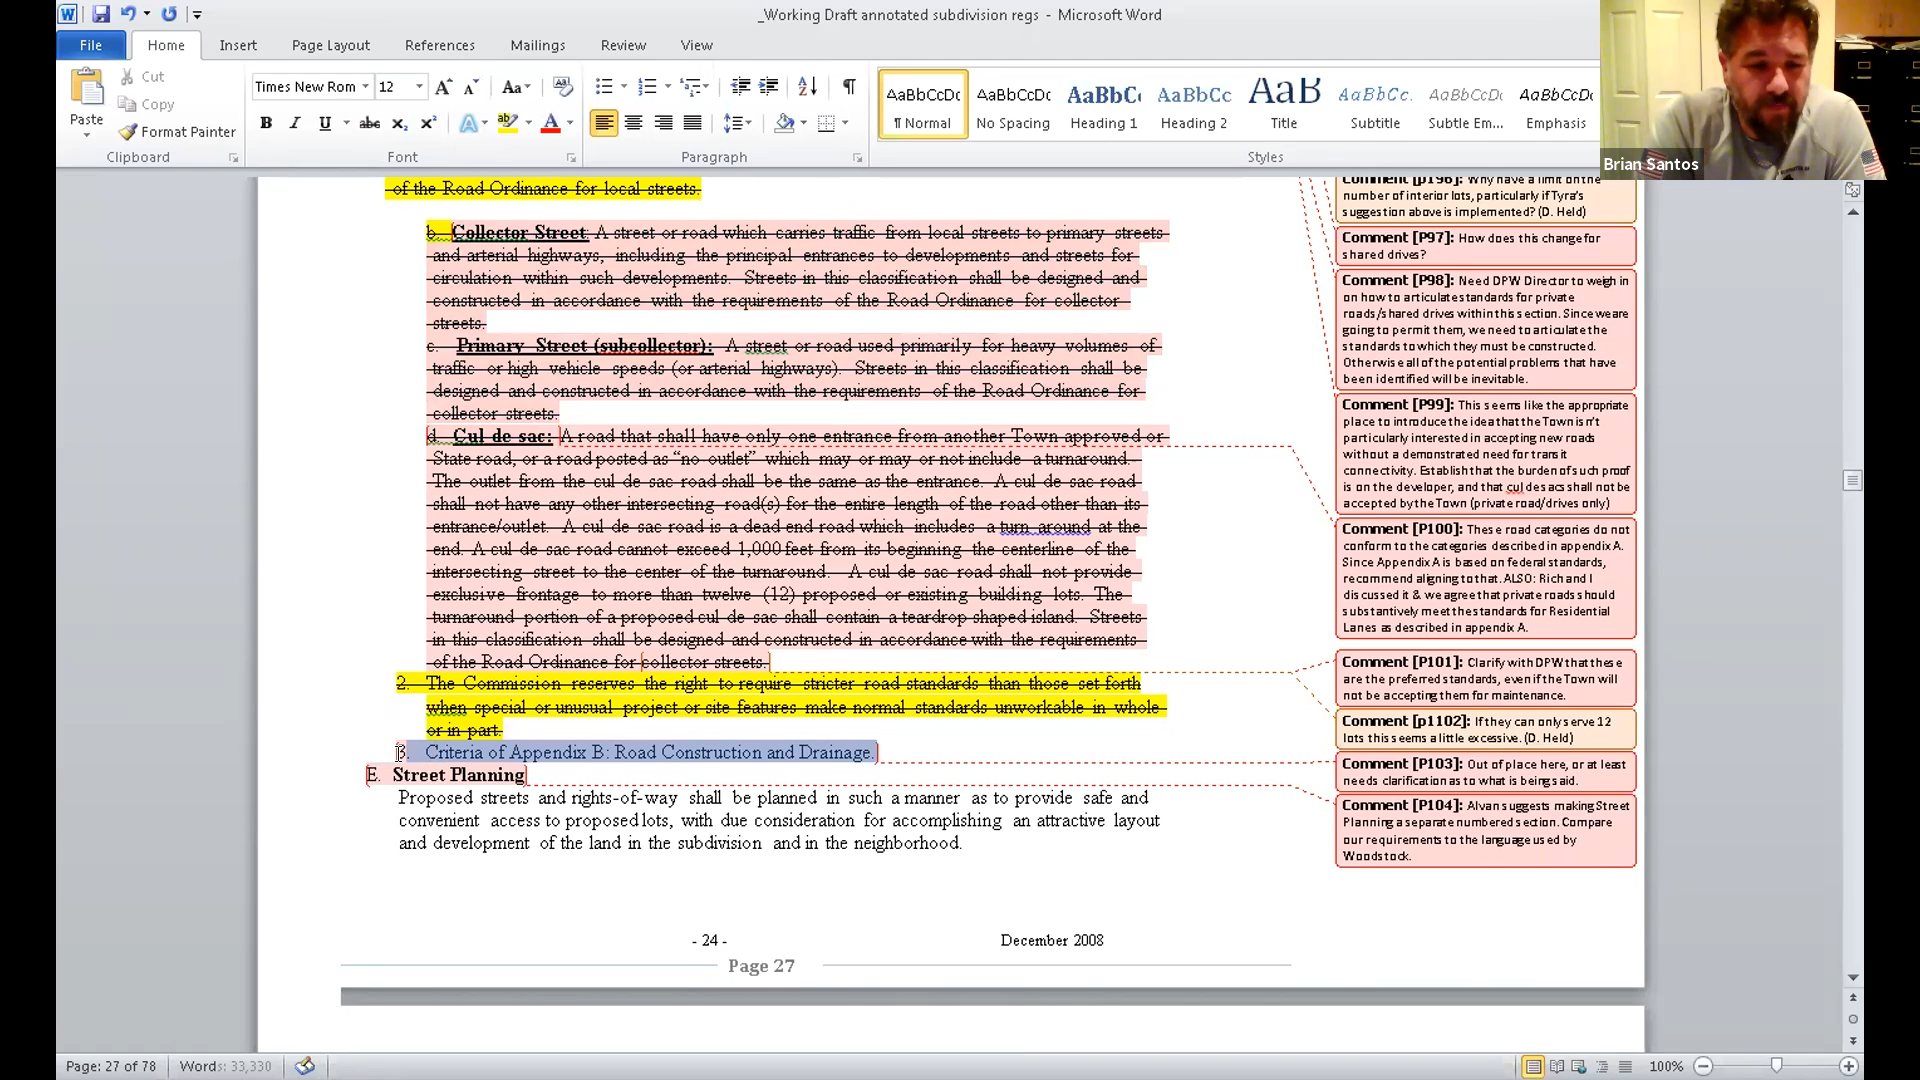 _Working Draft annotated subdivision regs - Microsoft Word
File Home Insert Page Layout References Mailings Review View
Paste
Cut
Copy
Format Painter
Clipboard
Times New Rom 12
Font
Paragraph
AaBbCcDc AaBbCcDc AaBbC AaBbCc AaB AaBbCc. AaBbCcDc AaBbCcDc
¶ Normal No Spacing Heading 1 Heading 2 Title Subtitle Subtle Em... Emphasis
Styles
Brian Santos
of the Road Ordinance for local streets.
b. Collector Street: A street or road which carries traffic from local streets to primary streets
and arterial highways, including the principal entrances to developments and streets for
circulation within such developments. Streets in this classification shall be designed and
constructed in accordance with the requirements of the Road Ordinance for collector
streets.
c. Primary Street (subcollector): A street or road used primarily for heavy volumes of
traffic or high vehicle speeds (or arterial highways). Streets in this classification shall be
designed and constructed in accordance with the requirements of the Road Ordinance for
collector streets.
d. Cul de sac: A road that shall have only one entrance from another Town approved or
State road, or a road posted as “no outlet” which may or may or not include a turnaround.
The outlet from the cul de sac road shall be the same as the entrance. A cul de sac road
shall not have any other intersecting road(s) for the entire length of the road other than its
entrance/outlet. A cul de sac road is a dead end road which includes a turn around at the
end. A cul de sac road cannot exceed 1,000 feet from its beginning the centerline of the
intersecting street to the center of the turnaround. A cul de sac road shall not provide
exclusive frontage to more than twelve (12) proposed or existing building lots. The
turnaround portion of a proposed cul de sac shall contain a teardrop shaped island. Streets
in this classification shall be designed and constructed in accordance with the requirements
of the Road Ordinance for collector streets.
2. The Commission reserves the right to require stricter road standards than those set forth
when special or unusual project or site features make normal standards unworkable in whole
or in part.
3. Criteria of Appendix B: Road Construction and Drainage.
E. Street Planning
Proposed streets and rights-of-way shall be planned in such a manner as to provide safe and
convenient access to proposed lots, with due consideration for accomplishing an attractive layout
and development of the land in the subdivision and in the neighborhood.
- 24 - December 2008
Page 27
Comment [p196]: Why have a limit on the
number of interior lots, particularly if Tyra's
suggestion above is implemented? (D. Held)
Comment [P97]: How does this change for
shared drives?
Comment [P98]: Need DPW Director to weigh in
on how to articulate standards for private
roads/shared drives within this section. Since we are
going to permit them, we need to articulate the
standards to which they must be constructed.
Otherwise all of the potential problems that have
been identified will be inevitable.
Comment [P99]: This seems like the appropriate
place to introduce the idea that the Town isn't
particularly interested in accepting new roads
without a demonstrated need for transit
connectivity. Establish that the burden of such proof
is on the developer, and that cul de sacs shall not be
accepted by the Town (private road/drives only)
Comment [P100]: These road categories do not
conform to the categories described in appendix A.
Since Appendix A is based on federal standards,
recommend aligning to that. ALSO: Rich and I
discussed it & we agree that private roads should
substantively meet the standards for Residential
Lanes as described in appendix A.
Comment [P101]: Clarify with DPW that these
are the preferred standards, even if the Town will
not be accepting them for maintenance.
Comment [p1102]: If they can only serve 12
lots this seems a little excessive. (D. Held)
Comment [P103]: Out of place here, or at least
needs clarification as to what is being said.
Comment [P104]: Alvan suggests making Street
Planning a separate numbered section. Compare
our requirements to the language used by
Woodstock.
Page: 27 of 78 Words: 33,330 100%